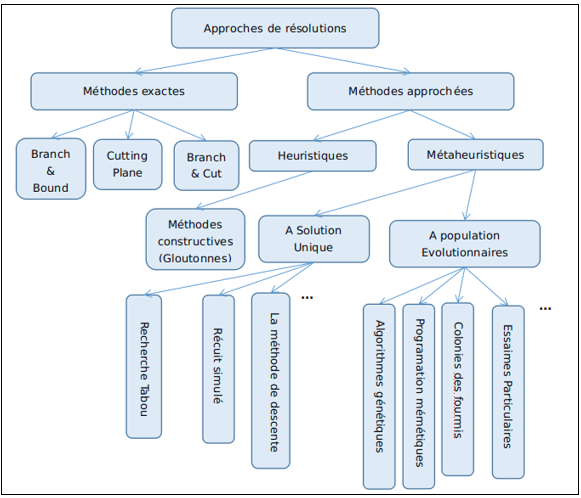 Approches de résolutions
Méthodes exactes
Méthodes approchées
Branch
&
Bound
Cutting
Plane
Branch
& Cut
Heuristiques
Métaheuristiques
Méthodes
constructives
(Gloutonnes)
A Solution
Unique
A population
Evolutionnaires
Recherche Tabou
Récuit simulé
La méthode de descente
...
Algorithmes génétiques
Programation mémétiques
Colonies des fourmis
Essaimes Particulaires
...